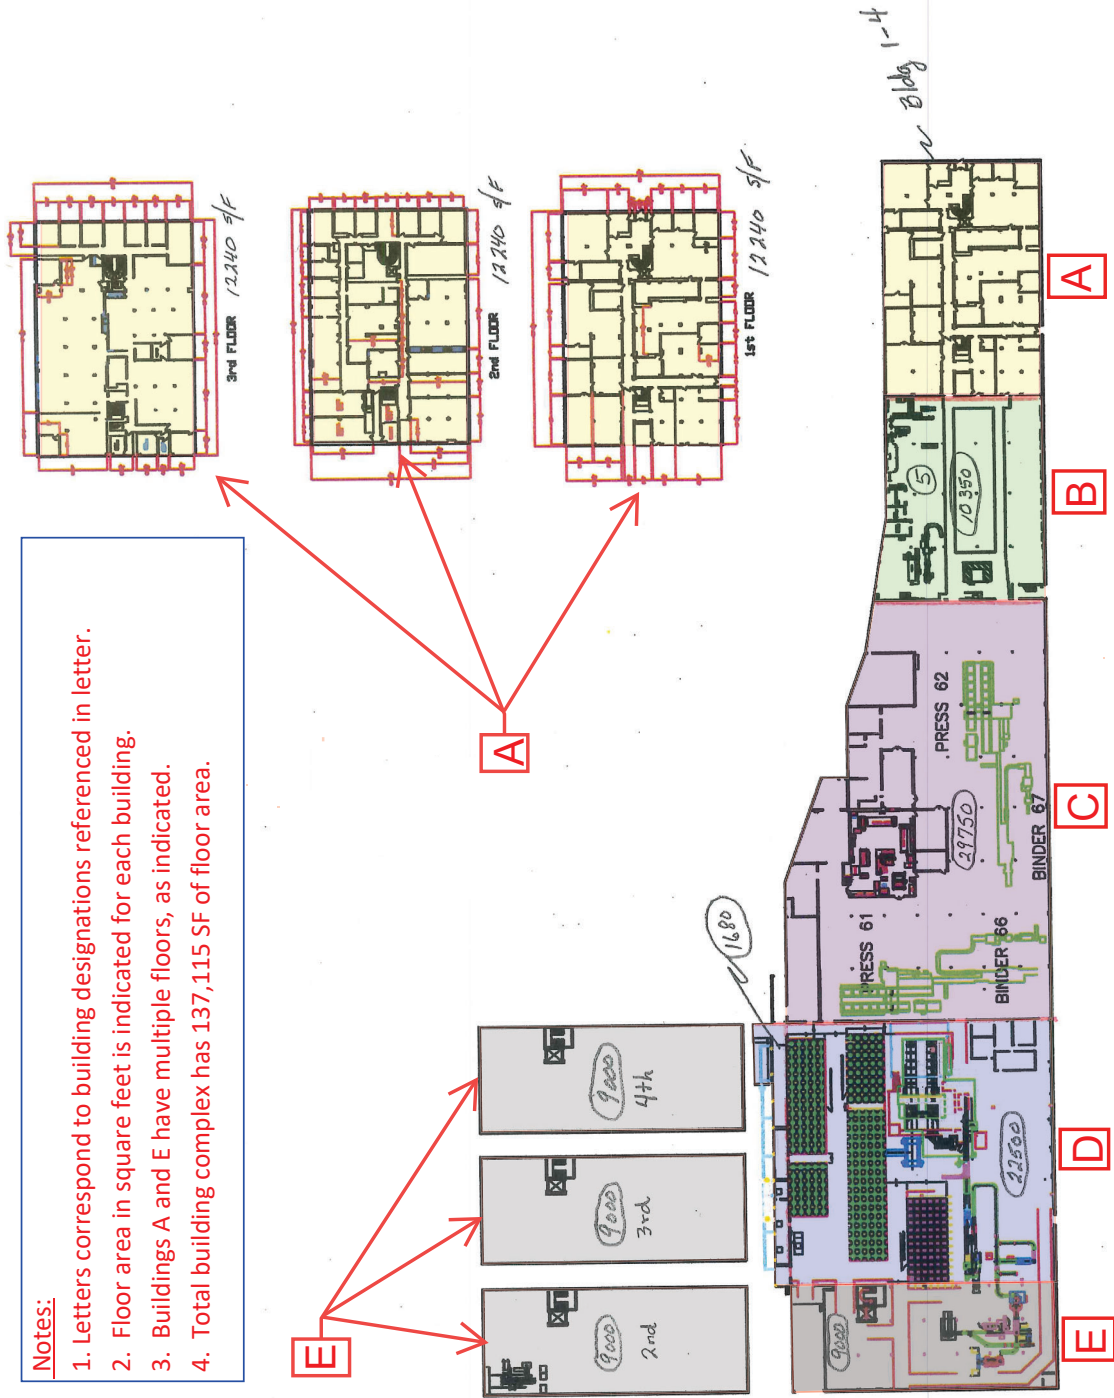 Notes:
1. Letters correspond to building designations referenced in letter.
2. Floor area in square feet is indicated for each building.
3. Buildings A and E have multiple floors, as indicated.
4. Total building complex has 137,115 SF of floor area.
3rd FLOOR 12240 S/F
2nd FLOOR 12240 S/F
1st FLOOR 12240 S/F
A
E
9000
2nd
9000
3rd
9000
4th
1680
Bldg 1-4
9000
22500
PRESS 61
BINDER 66
29750
BINDER 67
PRESS 62
5
10350
E
D
C
B
A